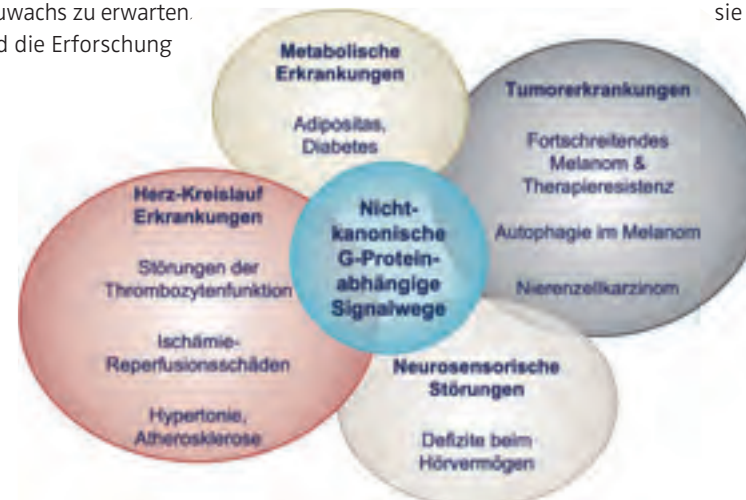 uwachs zu erwarten.
d die Erforschung
sie
Metabolische
Erkrankungen
Adipositas,
Diabetes
Tumorerkrankungen
Fortschreitendes
Melanom &
Therapieresistenz
Autophagie im Melanom
Nierenzellkarzinom
Herz-Kreislauf
Erkrankungen
Störungen der
Thrombozytenfunktion
Ischämie-
Reperfusionsschäden
Hypertonie,
Atherosklerose
Nicht-
kanonische
G-Protein-
abhängige
Signalwege
Neurosensorische
Störungen
Defizite beim
Hörvermögen